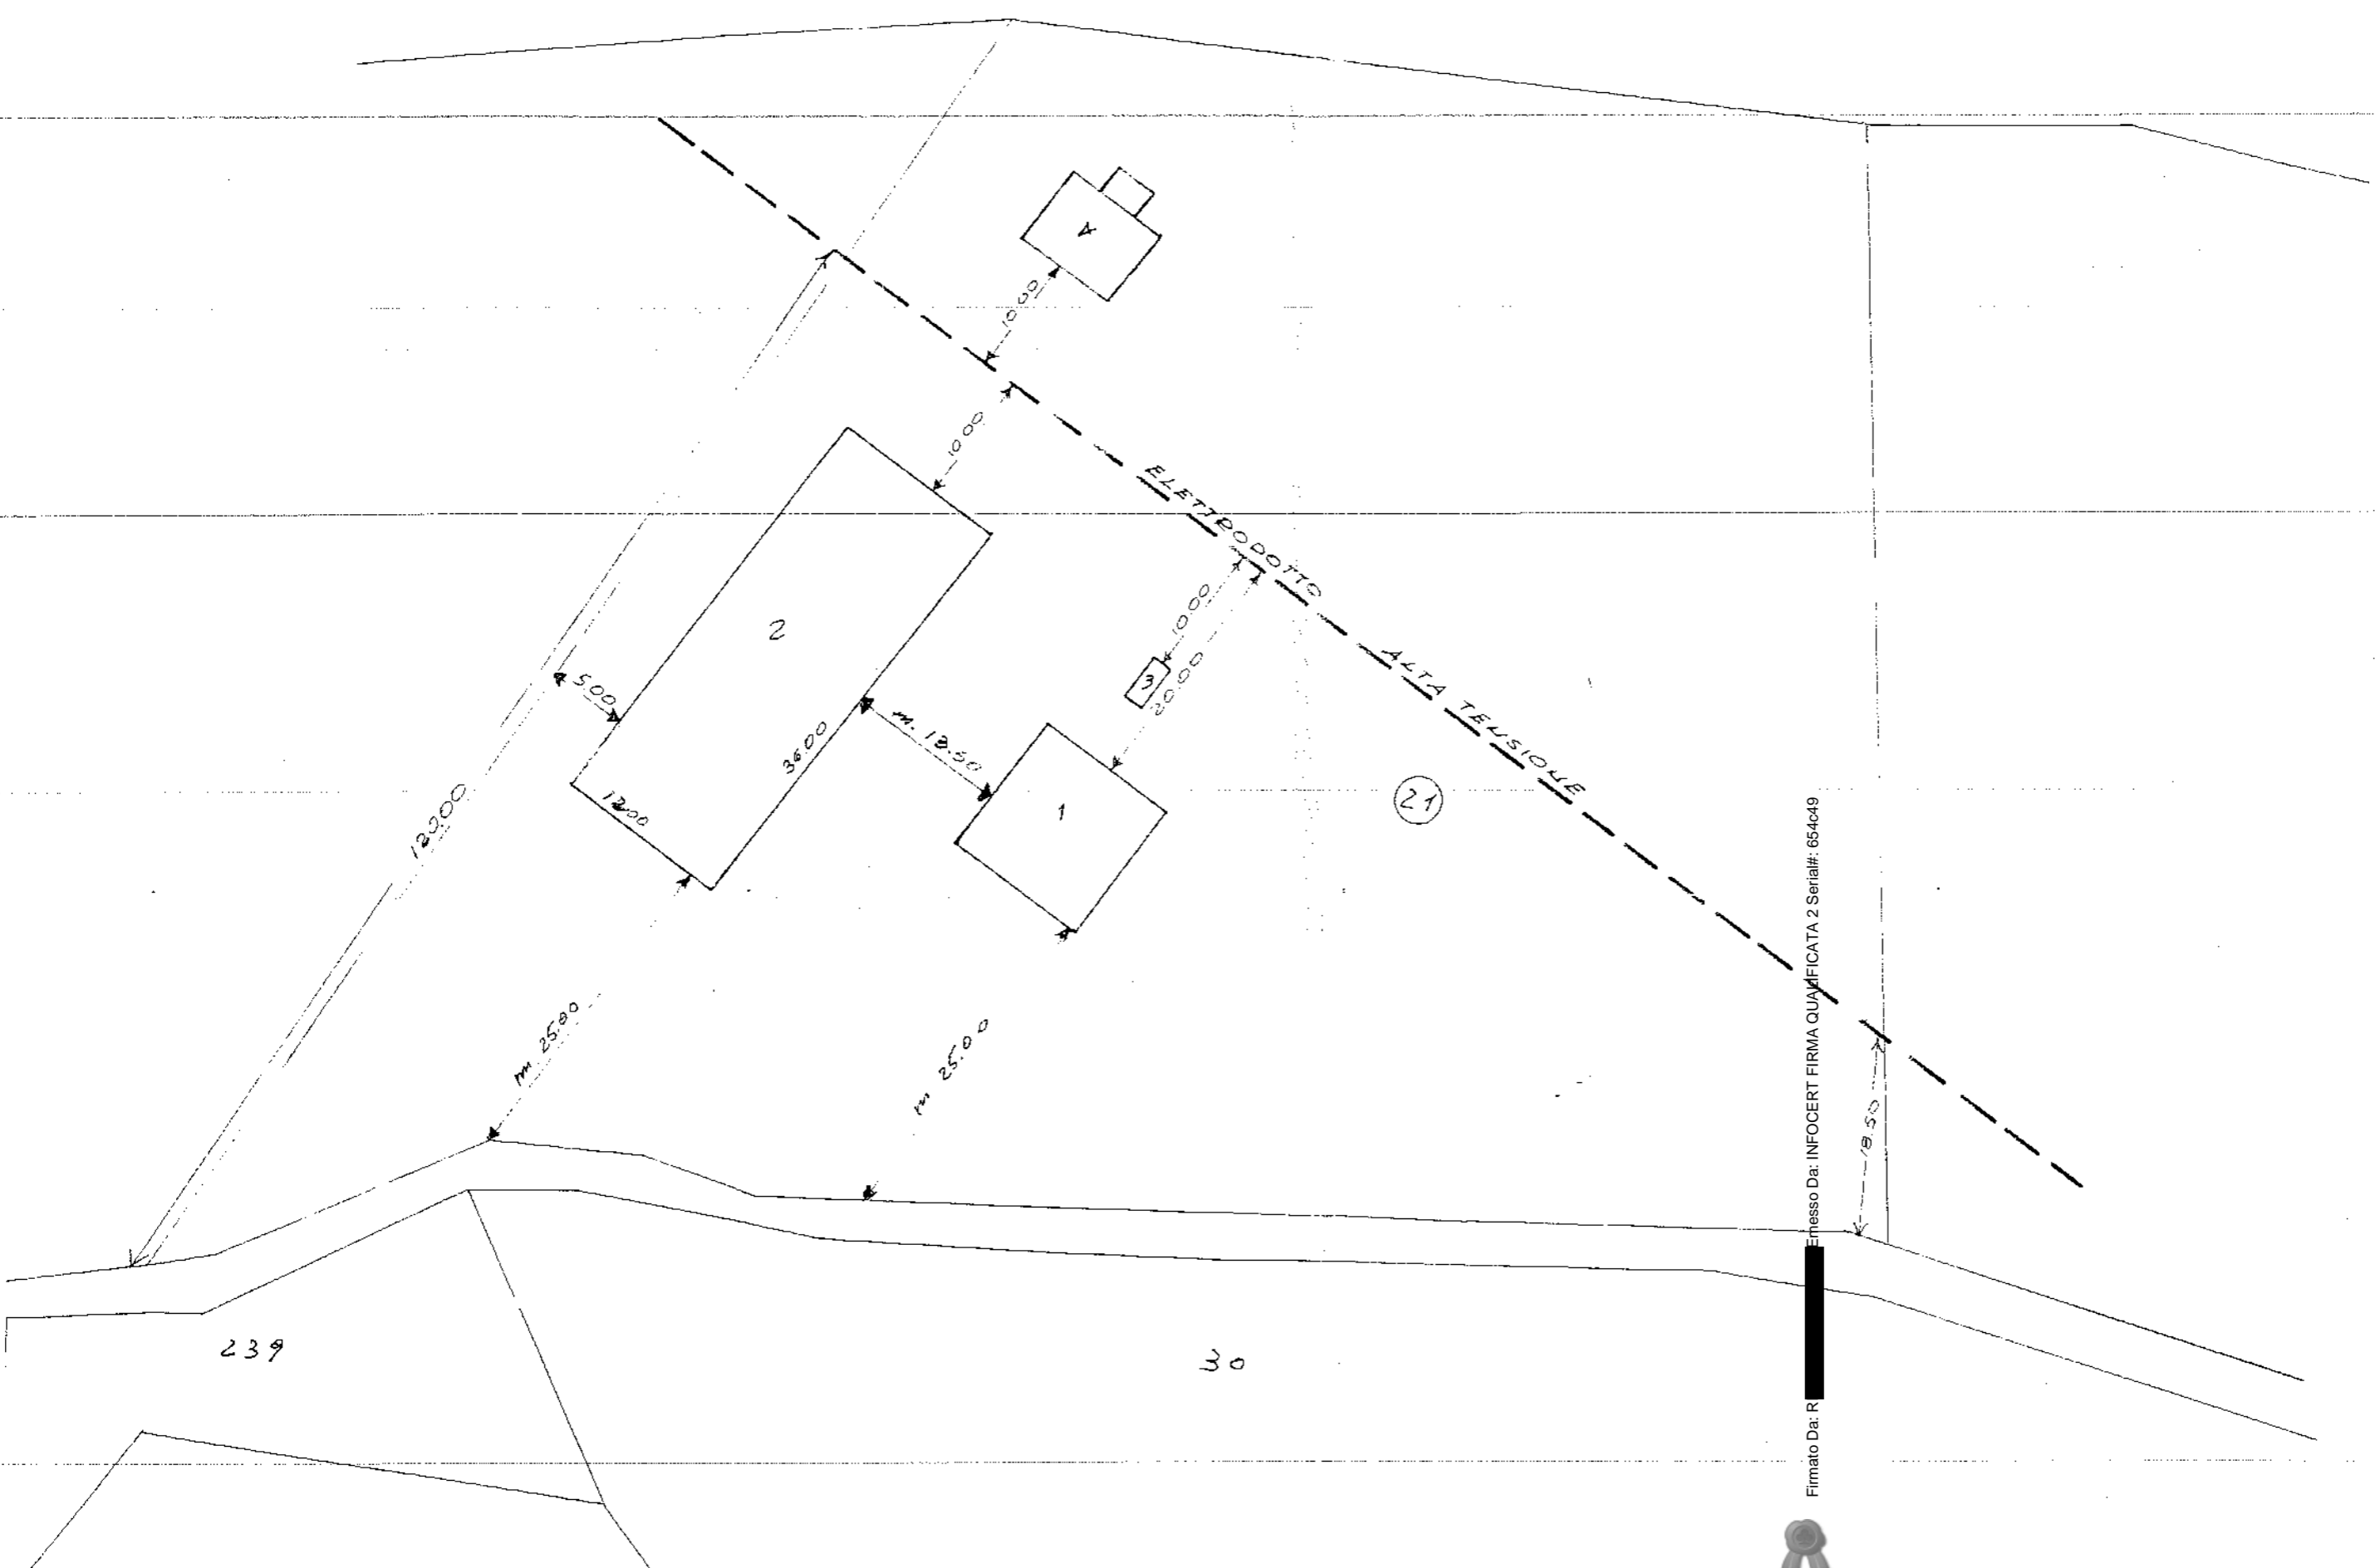 4
10.00
10.00
ELETTRODOTTO ALTA TENSIONE
2
10.00
3
20.00
5.00
m. 18.50
36.00
12.00
1
21
m. 25.00
m 25.00
18.50
239
30
Firmato Da: R
Emesso Da: INFOCERT FIRMA QUALIFICATA 2 Serial#: 654c49